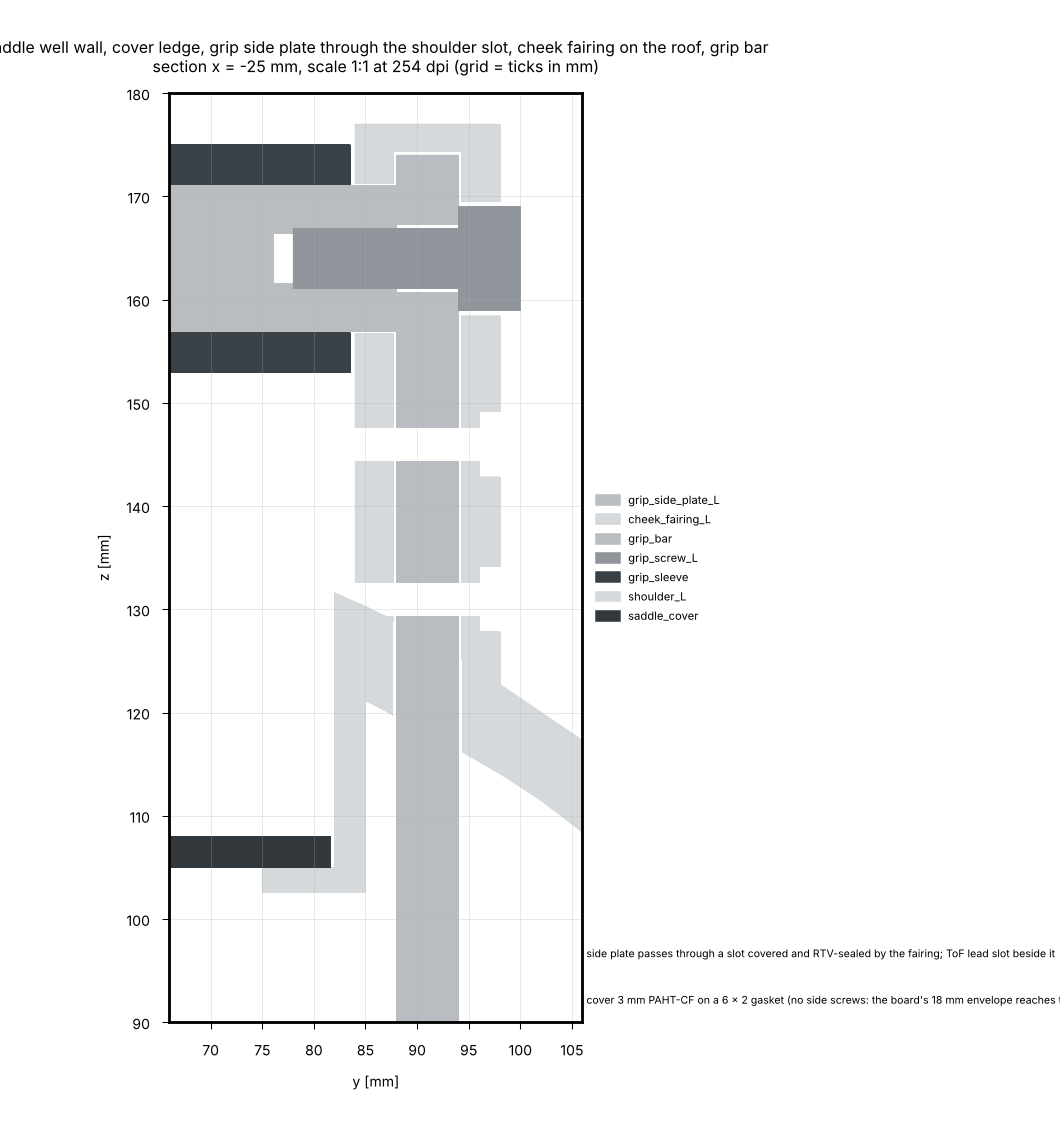 addle well wall, cover ledge, grip side plate through the shoulder slot, cheek fairing on the roof, grip bar
section x = -25 mm, scale 1:1 at 254 dpi (grid = ticks in mm)
180
170
160
150
140
130
120
110
100
90
z [mm]
70 75 80 85 90 95 100 105
y [mm]
grip_side_plate_L
cheek_fairing_L
grip_bar
grip_screw_L
grip_sleeve
shoulder_L
saddle_cover
side plate passes through a slot covered and RTV-sealed by the fairing; ToF lead slot beside it
cover 3 mm PAHT-CF on a 6 × 2 gasket (no side screws: the board's 18 mm envelope reaches